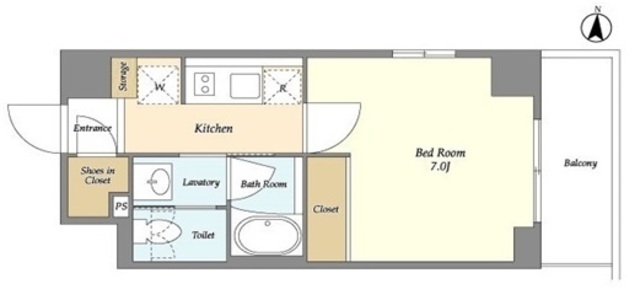 N
Storage
W
R
Entrance
Kitchen
Bed Room
7.0J
Balcony
Shoes in
Closet
Lavatory
Bath Room
PS
Closet
Toilet